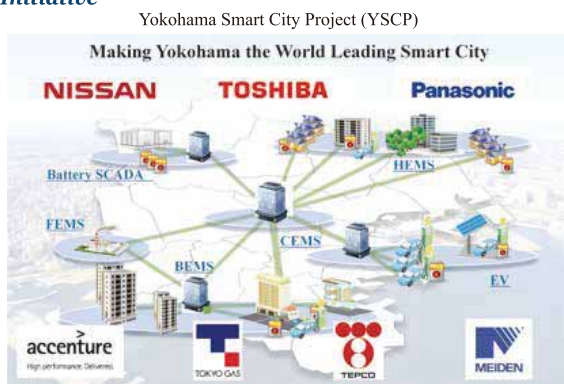 Initiative
Yokohama Smart City Project (YSCP)
Making Yokohama the World Leading Smart City
NISSAN
TOSHIBA
Panasonic
HEMS
Battery SCADA
FEMS
CEMS
BEMS
EV
accenture
High performance. Delivered.
TOKYO GAS
TEPCO
MEIDEN